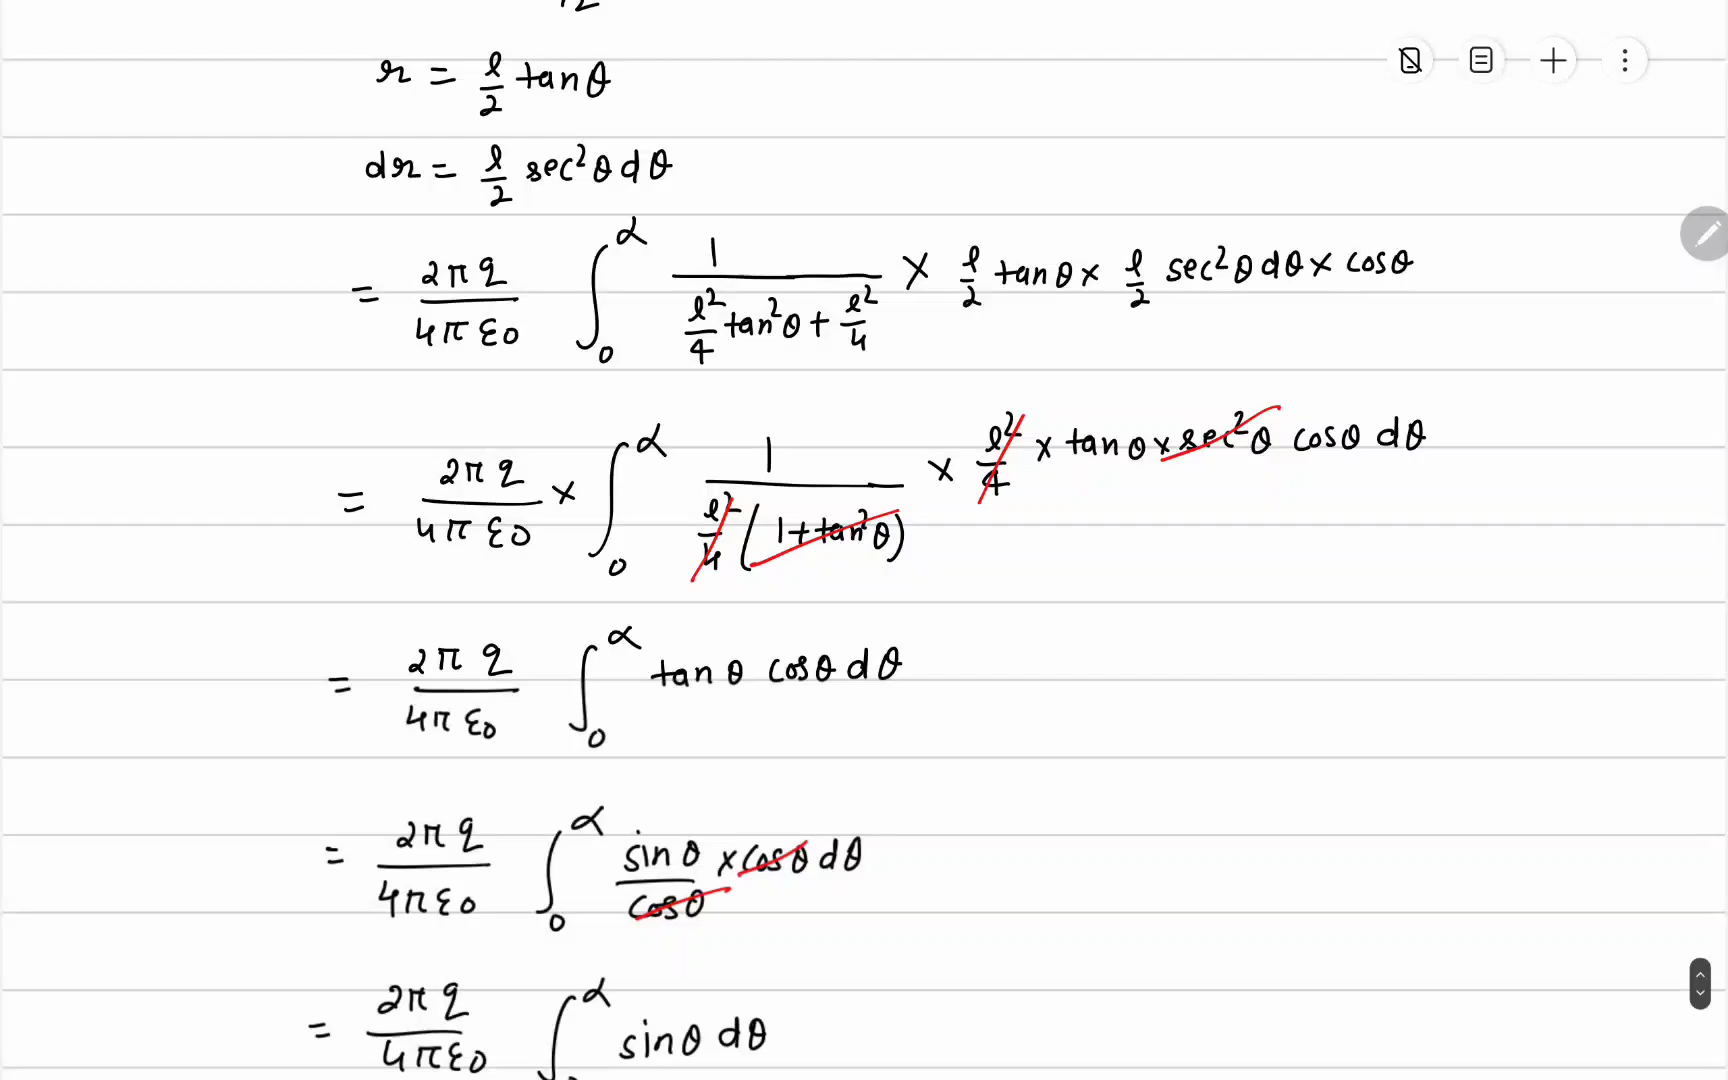 r = l/2 tanθ
dr = l/2 sec²θ dθ
= 2πq/4πε₀ ∫₀^α 1/(l²/4 tan²θ + l²/4) × l/2 tanθ × l/2 sec²θ dθ × cosθ
= 2πq/4πε₀ × ∫₀^α 1/(l²/4 (1+tan²θ)) × l²/4 × tanθ × sec²θ cosθ dθ
= 2πq/4πε₀ ∫₀^α tanθ cosθ dθ
= 2πq/4πε₀ ∫₀^α sinθ/cosθ × cosθ dθ
= 2πq/4πε₀ ∫^α sinθ dθ